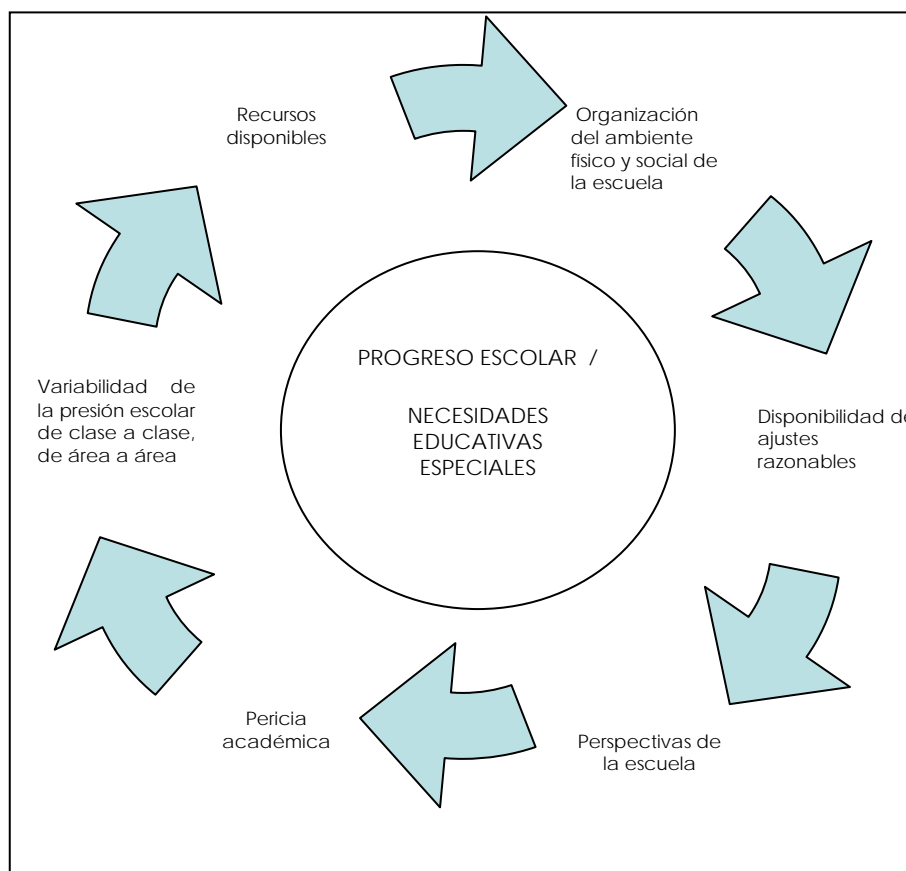 Recursos
disponibles
Organización
del ambiente
físico y social de
la escuela
PROGRESO ESCOLAR /
NECESIDADES
EDUCATIVAS
ESPECIALES
Variabilidad de
la presión escolar
de clase a clase,
de área a área
Disponibilidad de
ajustes
razonables
Pericia
académica
Perspectivas de
la escuela